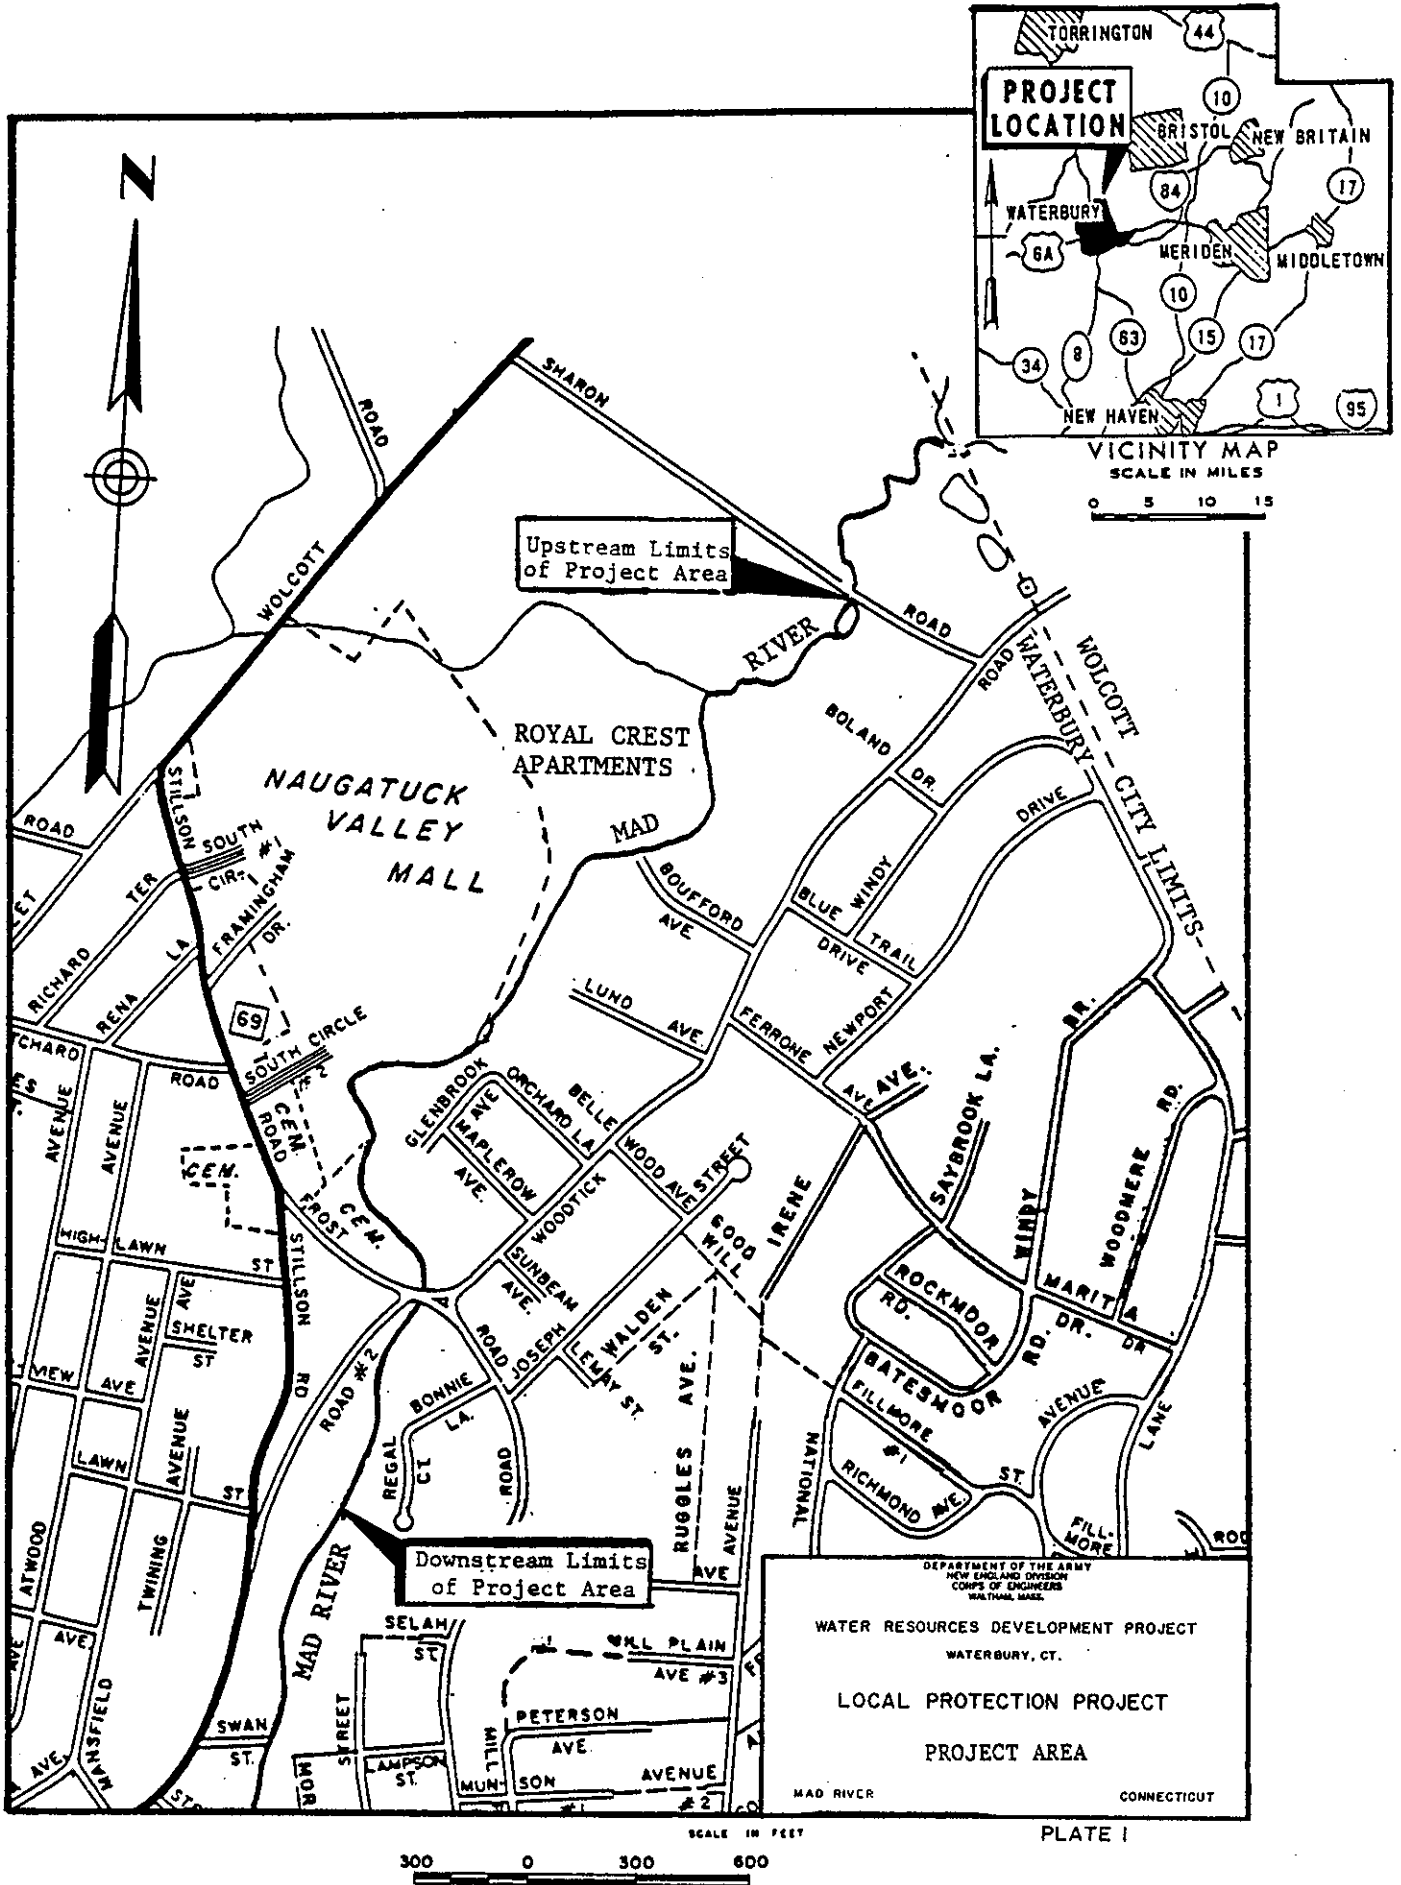 TORRINGTON
44
PROJECT
LOCATION
10
BRISTOL
NEW BRITAIN
84
17
WATERBURY
6A
MERIDEN
MIDDLETOWN
10
8
63
15
17
34
NEW HAVEN
1
95
VICINITY MAP
SCALE IN MILES
0 5 10 15
N
ROAD
SHARON
WOLCOTT
Upstream Limits
of Project Area
ROAD
RIVER
ROAD
WOLCOTT
WATERBURY
CITY LIMITS
BOLAND
DR.
ROYAL CREST
APARTMENTS
NAUGATUCK
VALLEY
MALL
STILLSON
MAD
DRIVE
ROAD
SOUTH
CIR.
#1
TER
FRAMINGHAM
DR.
LA.
RICHARD
RENA
BOUFFORD
AVE.
BLUE
WINDY
TRAIL
DRIVE
LUND
AVE.
FERRONE
NEWPORT
AVE.
AVE.
DR.
69
SOUTH CIRCLE
#2
ROAD
ROAD
CEM.
CEM.
CEM.
AVENUE
AVENUE
GLENBROOK
AVE
ORCHARD LA.
BELLE
MAPLEROW
AVE.
WOOD AVE
STREET
WOODTICK
SAYBROOK LA.
RD.
WOODMERE
WINDY
IRENE
GOOD
WILL
FROST
HIGH-
LAWN
ST
STILLSON
RD
SUNBEAM
AVE.
WALDEN
ST.
ROCKMOOR
RD.
MARITA
DR.
DR
RD.
BATESMOOR
AVENUE
SHELTER
ST
AVE
AVENUE
VIEW
AVE
ROAD #2
ROAD
JOSEPH
LEMAY ST.
BONNIE
LA.
RUGGLES AVE.
FILLMORE
#1
ST.
LANE
NATIONAL
RICHMOND AVE.
REGAL
CT.
ROAD
AVENUE
LAWN
ST
AVENUE
TWINING
ATWOOD
FILL-
MORE
Downstream Limits
of Project Area
MAD RIVER
AVE
AVE.
AVE
MANSFIELD
AVE.
SELAH
ST.
STREET
LAMPSON
ST.
SWAN
ST.
MILL
PLAIN
AVE #3
PETERSON
AVE.
MUN-
SON
AVENUE
#2
DEPARTMENT OF THE ARMY
NEW ENGLAND DIVISION
CORPS OF ENGINEERS
WALTHAM, MASS.
WATER RESOURCES DEVELOPMENT PROJECT
WATERBURY, CT.
LOCAL PROTECTION PROJECT
PROJECT AREA
MAD RIVER
CONNECTICUT
SCALE IN FEET
PLATE 1
300 0 300 600